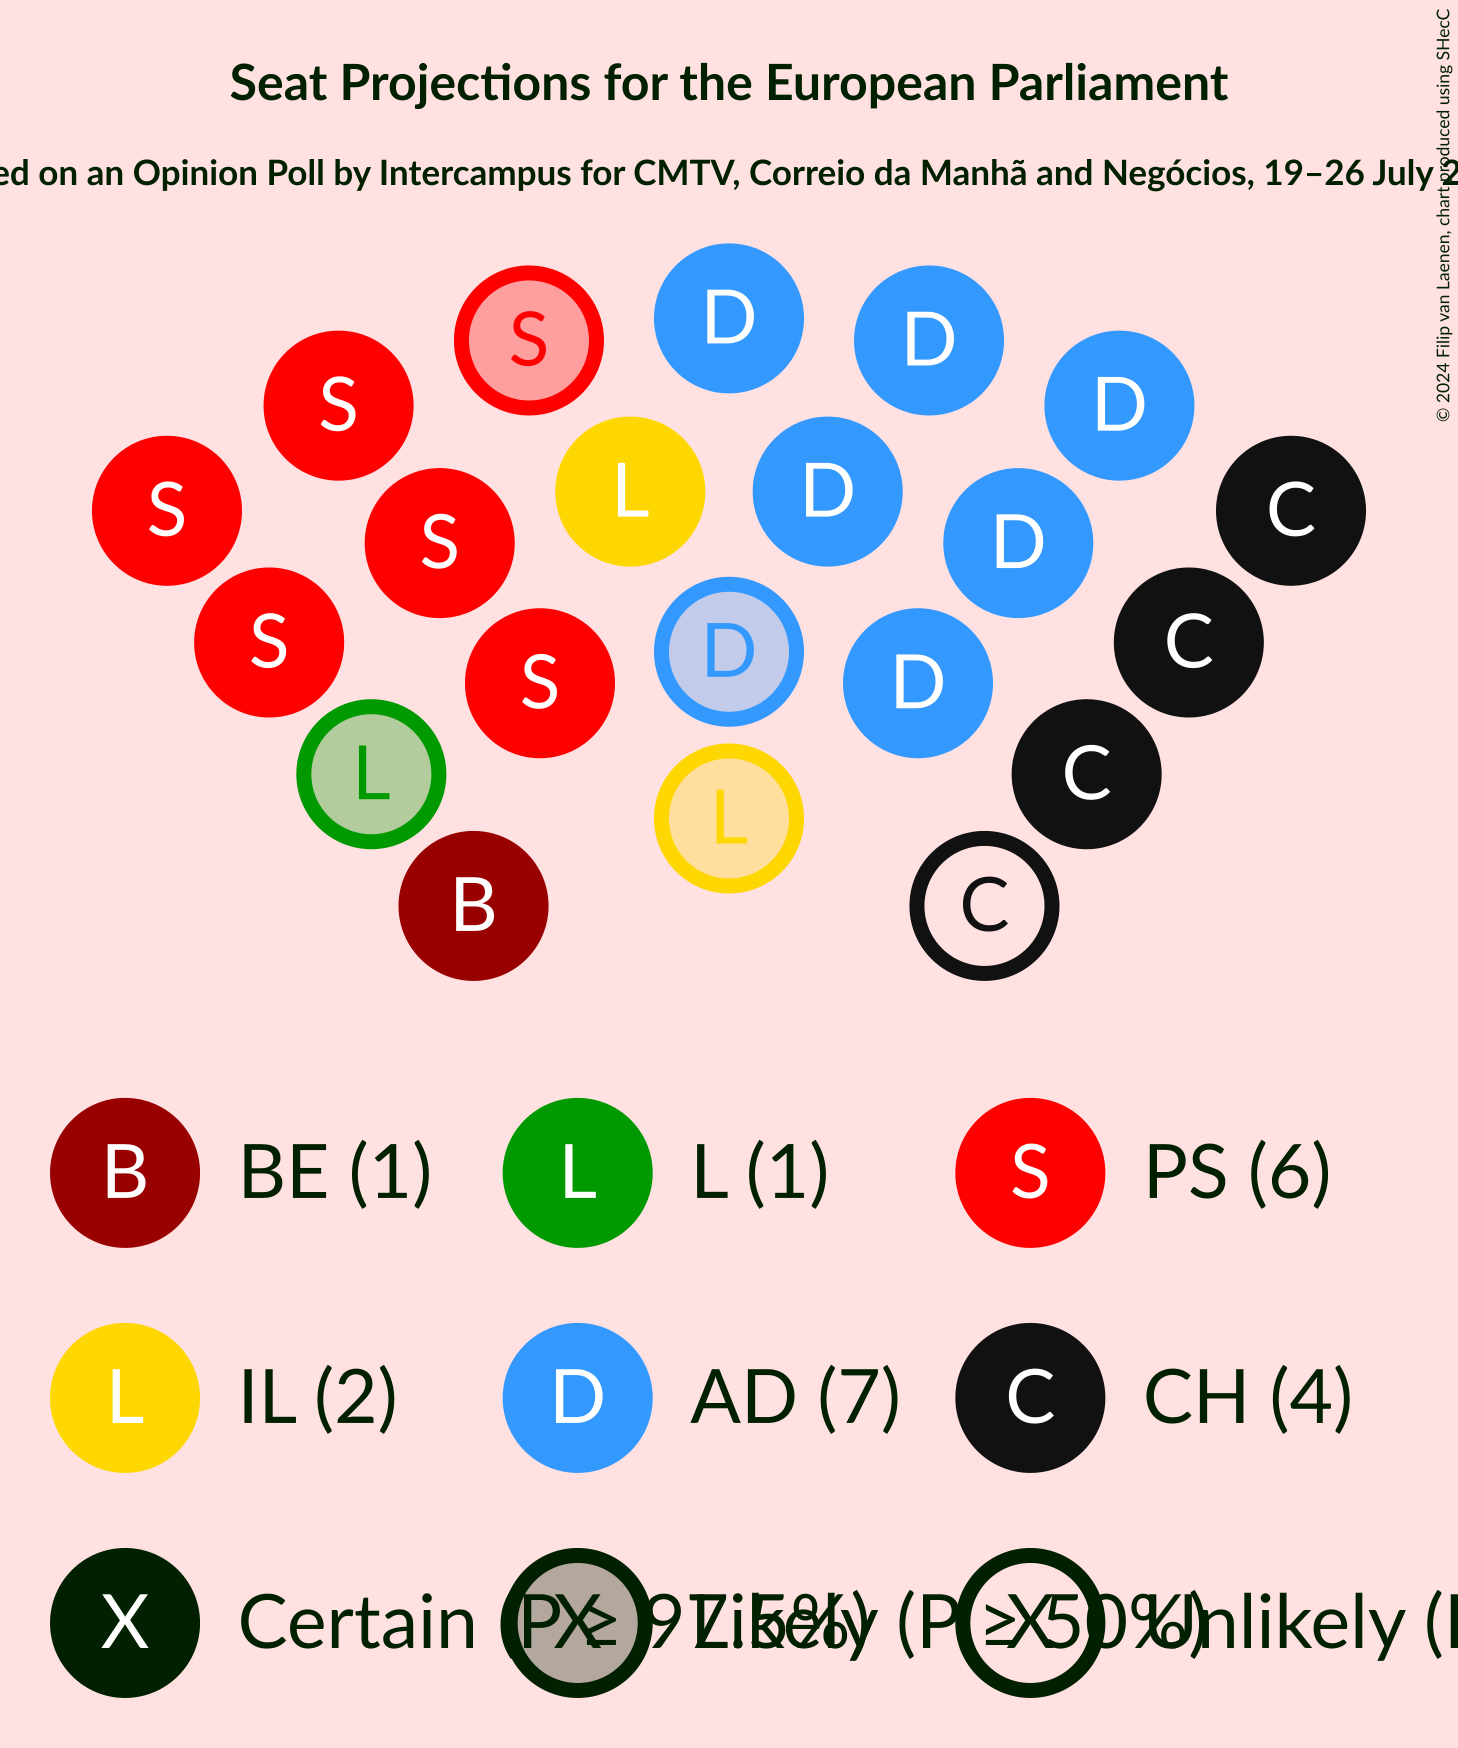 Seat Projections for the European Parliament
ed on an Opinion Poll by Intercampus for CMTV, Correio da Manhã and Negócios, 19–26 July
© 2024 Filip van Laenen, chart produced using SHecC
D
S D
S D
L D
S C
S D
S D
S C
D
S D
L C
L
B C
B BE (1) L L (1) S PS (6)
L IL (2) D AD (7) C CH (4)
X Certain (P ≥ 97.5%) X Likely (P ≥ 50%) X Unlikely